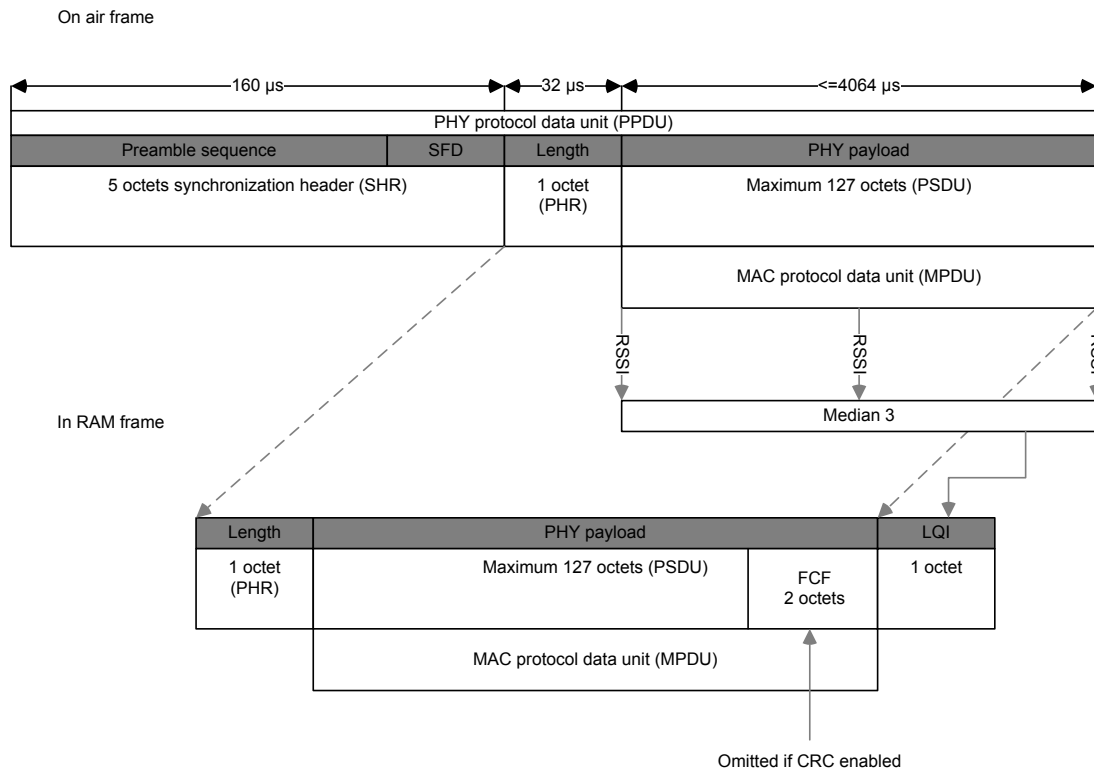 On air frame
160 µs
32 µs
<=4064 µs
PHY protocol data unit (PPDU)
Preamble sequence
SFD
Length
PHY payload
5 octets synchronization header (SHR)
1 octet
(PHR)
Maximum 127 octets (PSDU)
MAC protocol data unit (MPDU)
RSSI
RSSI
RSSI
In RAM frame
Median 3
Length
PHY payload
LQI
1 octet
(PHR)
Maximum 127 octets (PSDU)
FCF
2 octets
1 octet
MAC protocol data unit (MPDU)
Omitted if CRC enabled